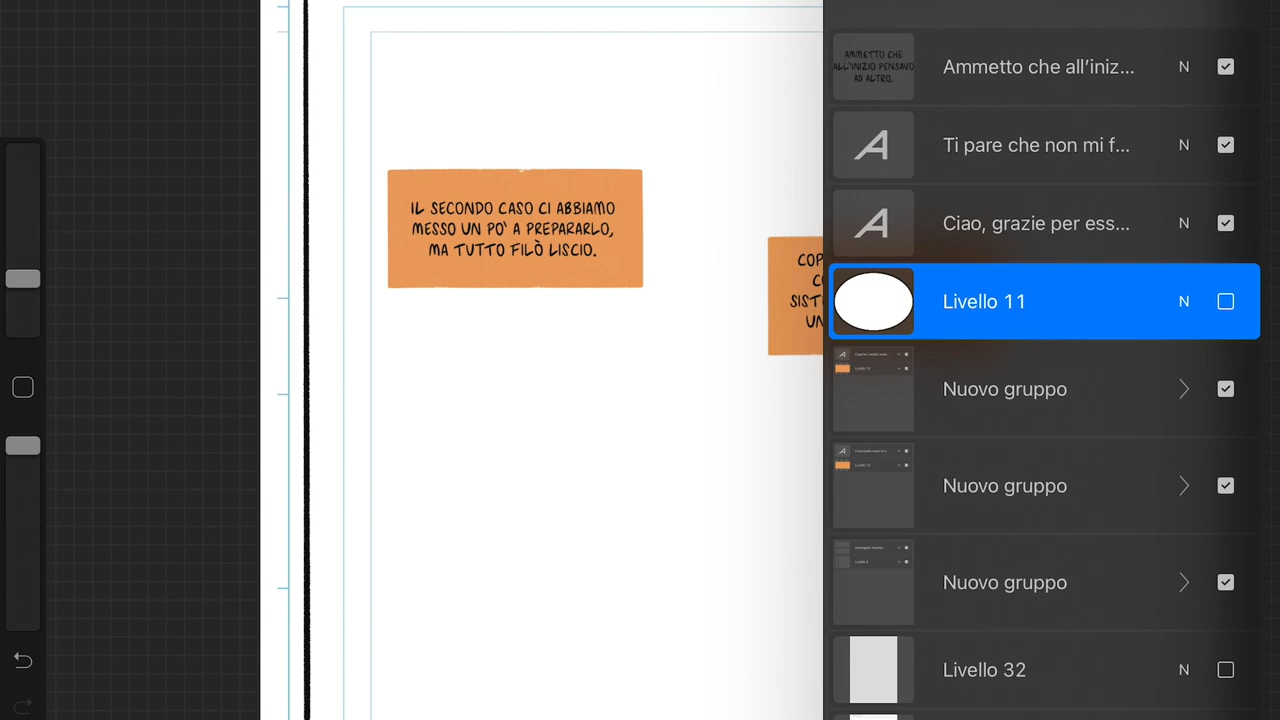 IL SECONDO CASO CI ABBIAMO
MESSO UN PO' A PREPARARLO,
MA TUTTO FILÒ LISCIO.
AMMETTO CHE
ALL'INIZIO PENSAVO
AD ALTRO.
Ammetto che all'iniz... N
A
Ti pare che non mi f... N
A
Ciao, grazie per ess... N
Livello 11 N
Nuovo gruppo
Nuovo gruppo
Nuovo gruppo
Livello 32 N